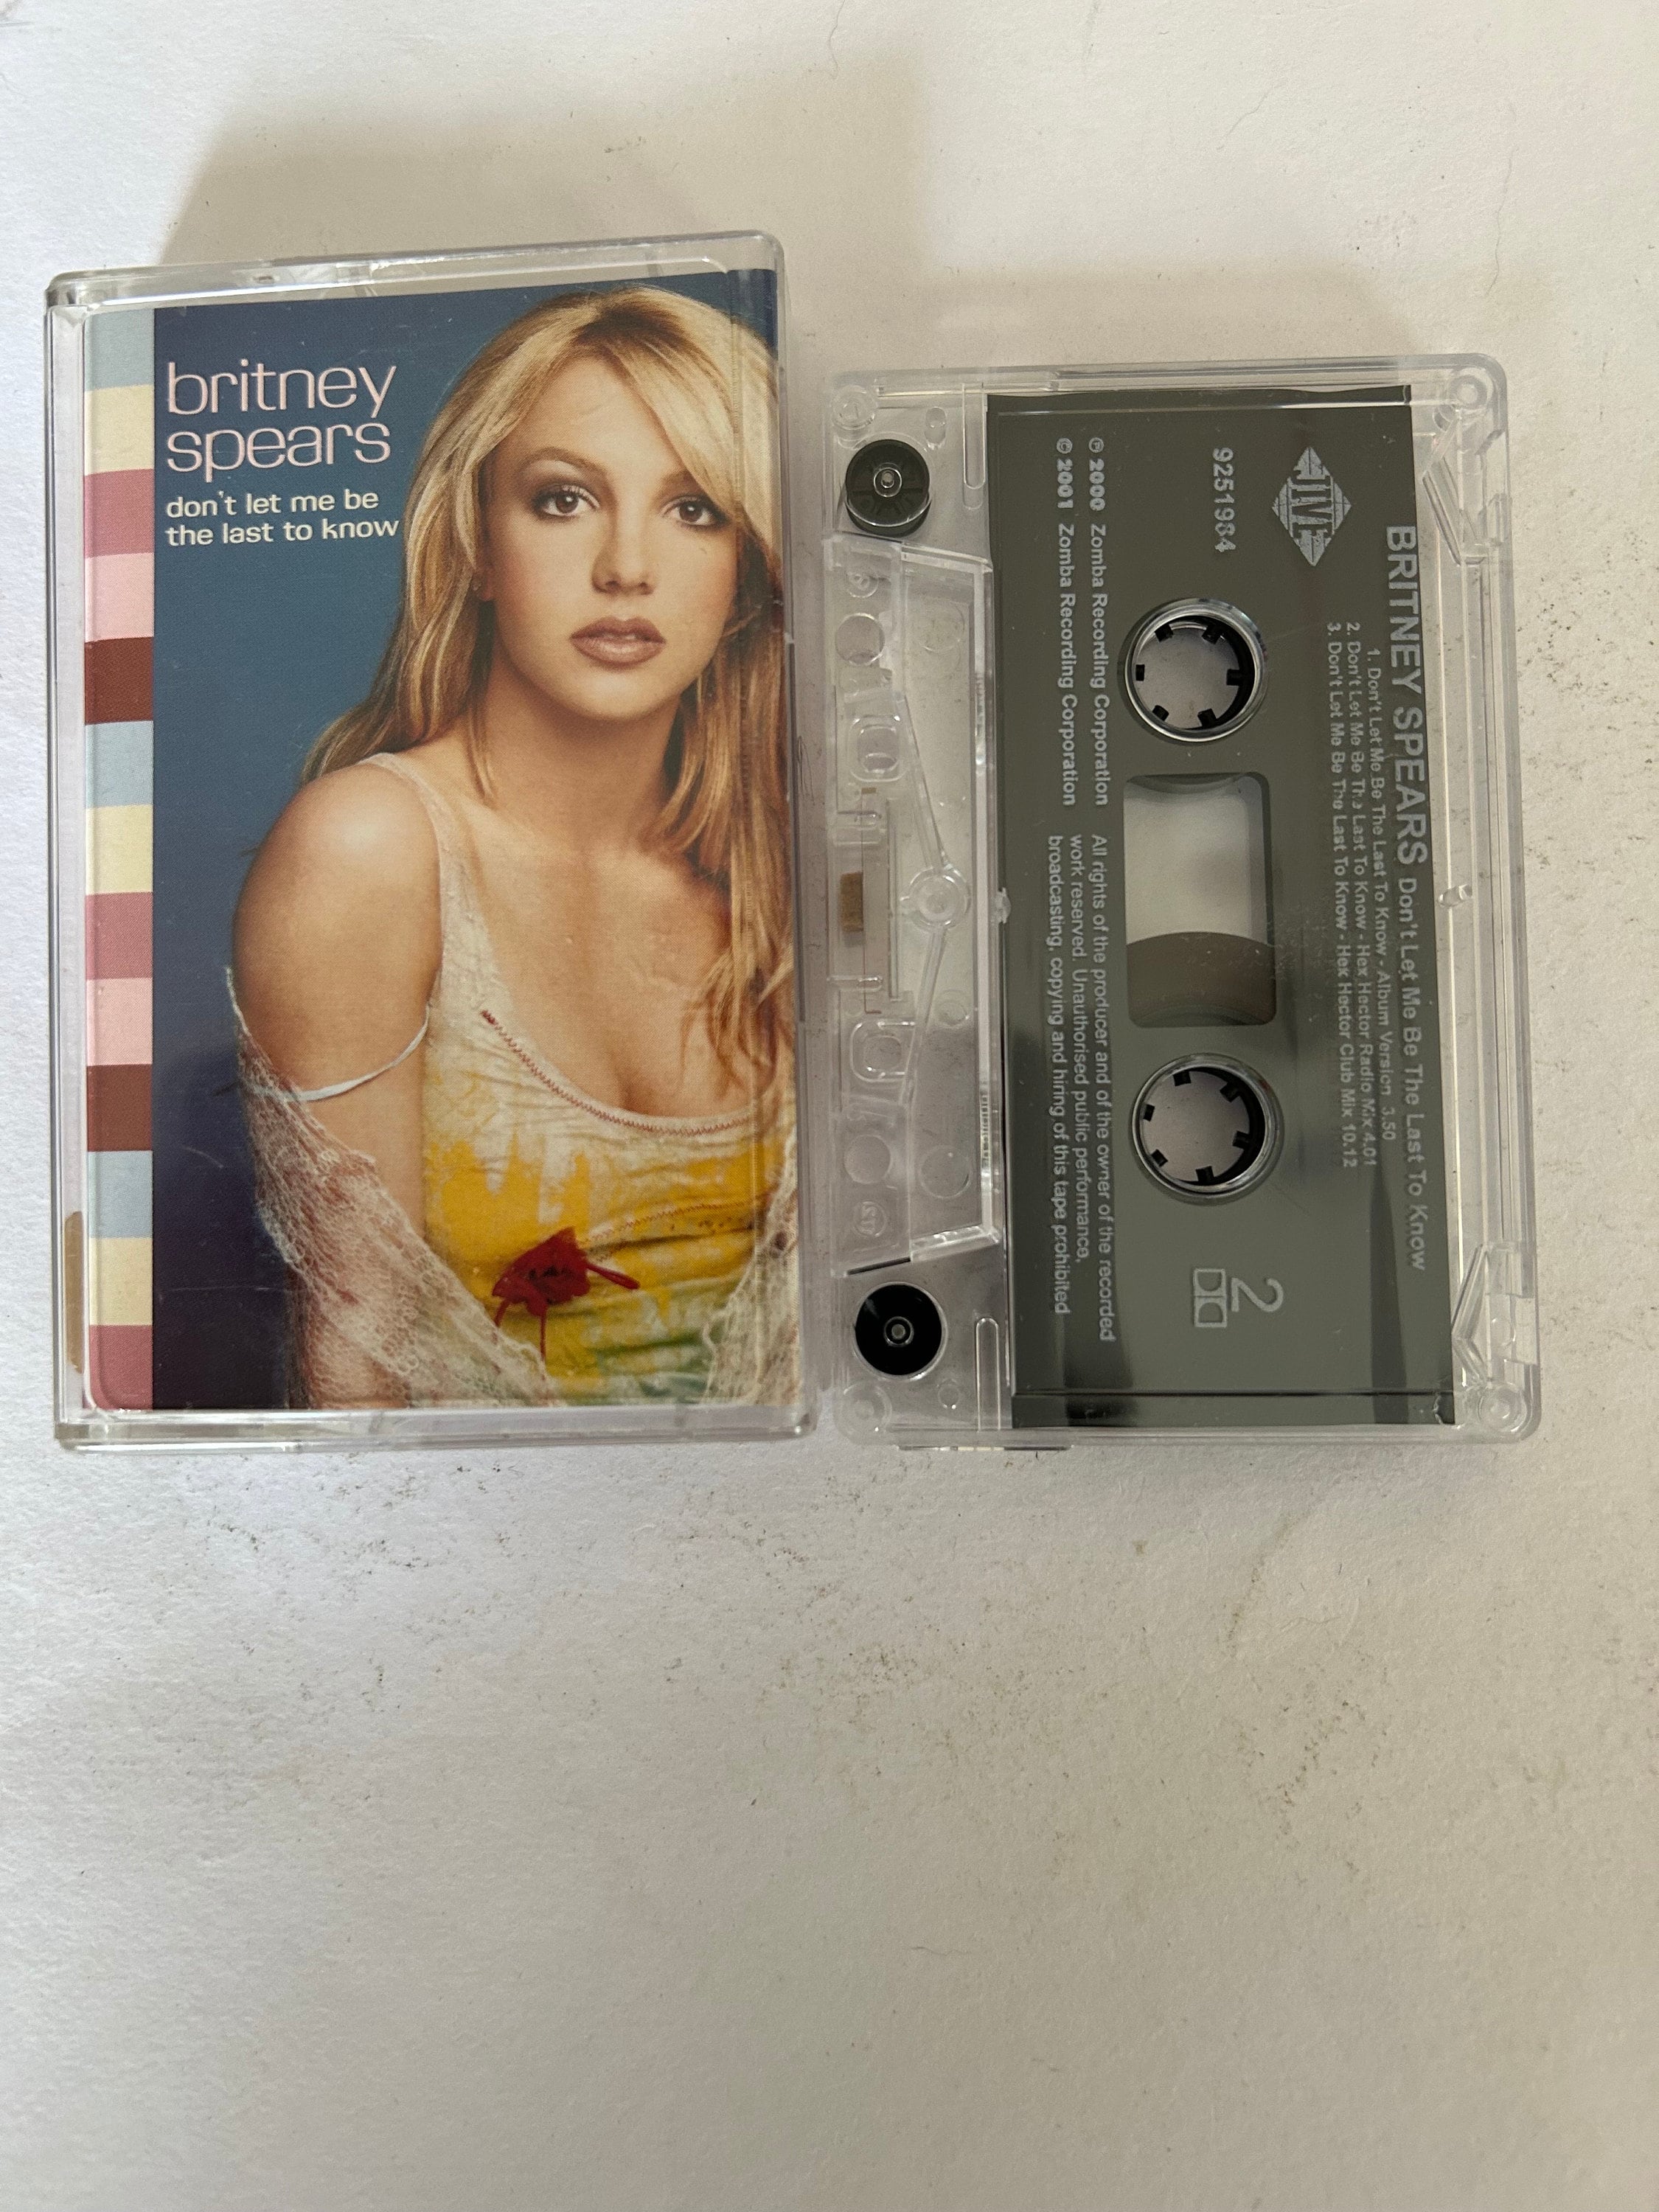 britney
spears
don't let me be
the last to know
BRITNEY SPEARS Don't Let Me Be The Last To Know
1. Don't Let Me Be The Last To Know - Album Version 3.50
2. Don't Let Me Be The Last To Know - Hex Hector Radio Mix 4.01
3. Don't Let Me Be The Last To Know - Hex Hector Club Mix 10.12
JIVE
9251984
2
℗ 2000 Zomba Recording Corporation
© 2001 Zomba Recording Corporation
All rights of the producer and of the owner of the recorded
work reserved. Unauthorised public performance,
broadcasting, copying and hiring of this tape prohibited